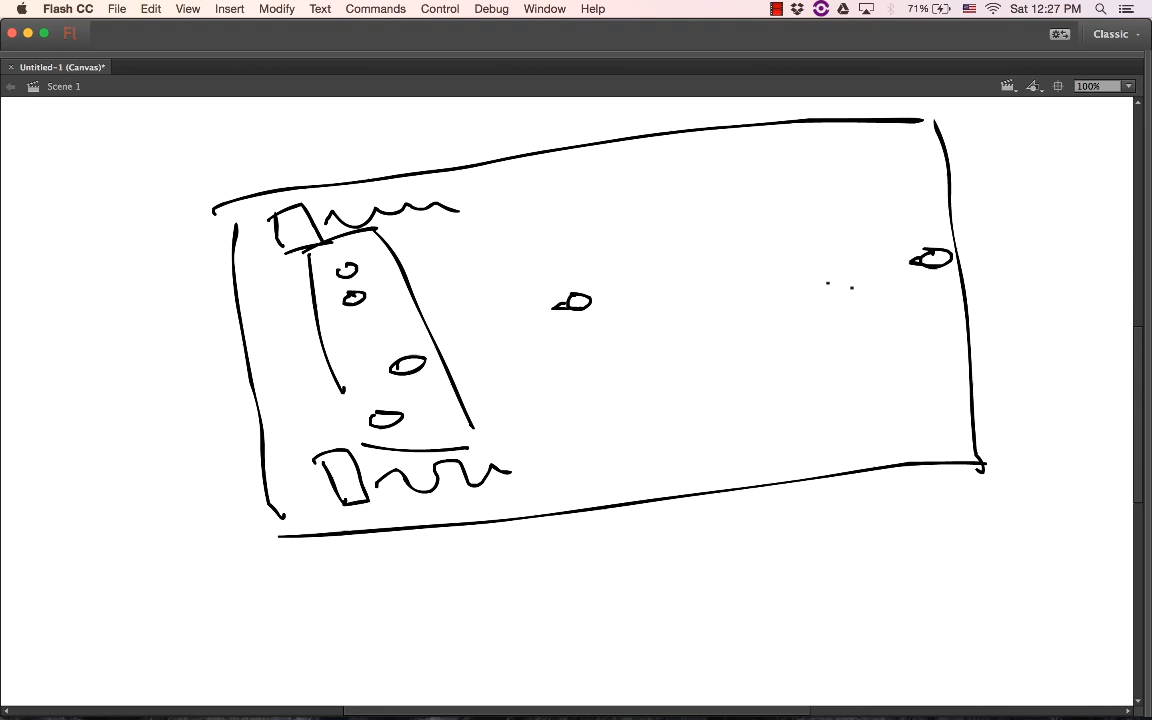 Flash CC File Edit View Insert Modify Text Commands Control Debug Window Help 71% Sat 12:27 PM
Fl Classic
× Untitled-1 (Canvas)*
Scene 1 100%